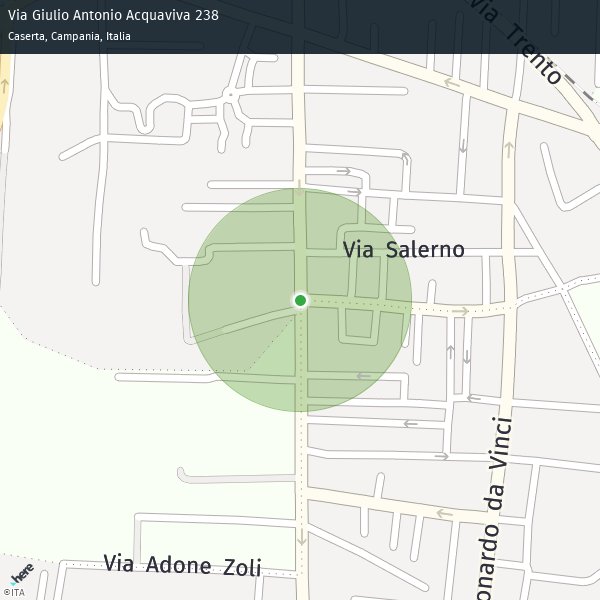 Via Giulio Antonio Acquaviva 238
Caserta, Campania, Italia
via Trento
Via Salerno
onardo da Vinci
Via Adone Zoli
here
©ITA